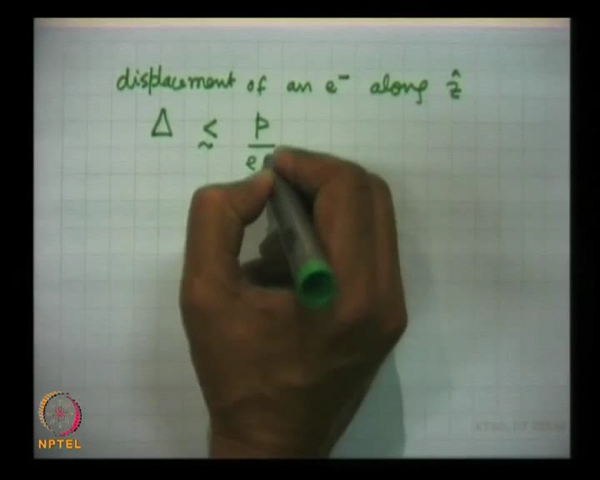 displacement of an e⁻ along ẑ
Δ ≲ p
e
NPTEL